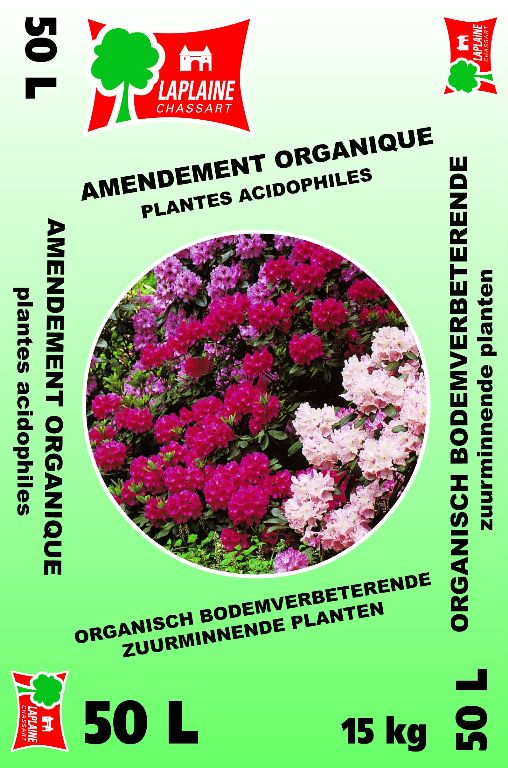 50 L
LAPLAINE
CHASSART
LAPLAINE
CHASSART
AMENDEMENT ORGANIQUE
PLANTES ACIDOPHILES
AMENDEMENT ORGANIQUE
plantes acidophiles
ORGANISCH BODEMVERBETERENDE
zuurminnende planten
ORGANISCH BODEMVERBETERENDE
ZUURMINNENDE PLANTEN
LAPLAINE
CHASSART
50 L
15 kg
50 L